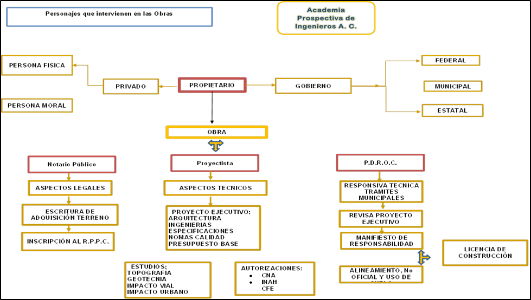 Personajes que intervienen en las Obras
Academia
Prospectiva de
Ingenieros A. C.
PERSONA FISICA
PRIVADO
PROPIETARIO
GOBIERNO
FEDERAL
MUNICIPAL
PERSONA MORAL
ESTATAL
OBRA
Notario Público
ASPECTOS LEGALES
ESCRITURA DE
ADQUISICION TERRENO
INSCRIPCIÓN AL R.P.P.C.
Proyectista
ASPECTOS TECNICOS
PROYECTO EJECUTIVO:
ARQUITECTURA
INGENIERIAS
ESPECIFICACIONES
NOMAS CALIDAD
PRESUPUESTO BASE
P.D.R.O.C.
RESPONSIVA TECNICA
TRAMITES
MUNICIPALES
REVISA PROYECTO
EJECUTIVO
MANIFIESTO DE
RESPONSABILIDAD
ALINEAMIENTO, No
OFICIAL Y USO DE
LICENCIA DE
CONSTRUCCIÓN
ESTUDIOS:
TOPOGRAFIA
GEOTECNIA
IMPACTO VIAL
IMPACTO URBANO
AUTORIZACIONES:
• CNA
• INAH
CFE